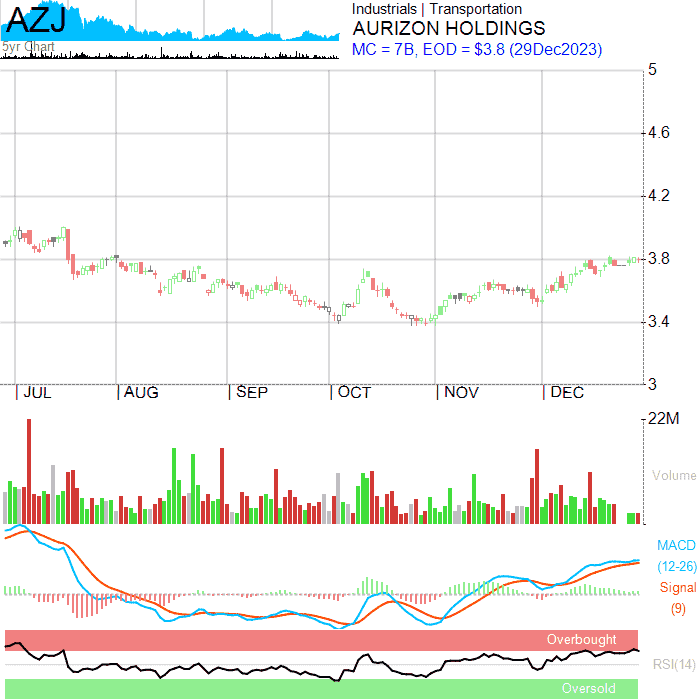 AZJ
5yr Chart
Industrials | Transportation
AURIZON HOLDINGS
MC = 7B, EOD = $3.8 (29Dec2023)
5
4.6
4.2
3.8
3.4
3
JUL AUG SEP OCT NOV DEC
22M
Volume
MACD
(12-26)
Signal
(9)
Overbought
RSI(14)
Oversold